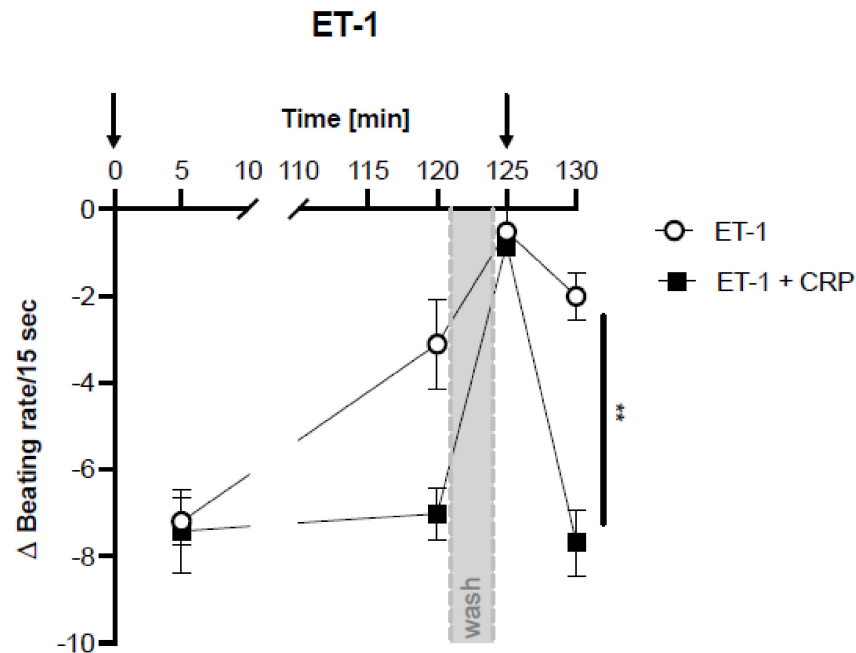 ET-1
Time [min]
0 5 10 110 115 120 125 130
0
-2
-4
-6
-8
-10
Δ Beating rate/15 sec
wash
**
ET-1
ET-1 + CRP